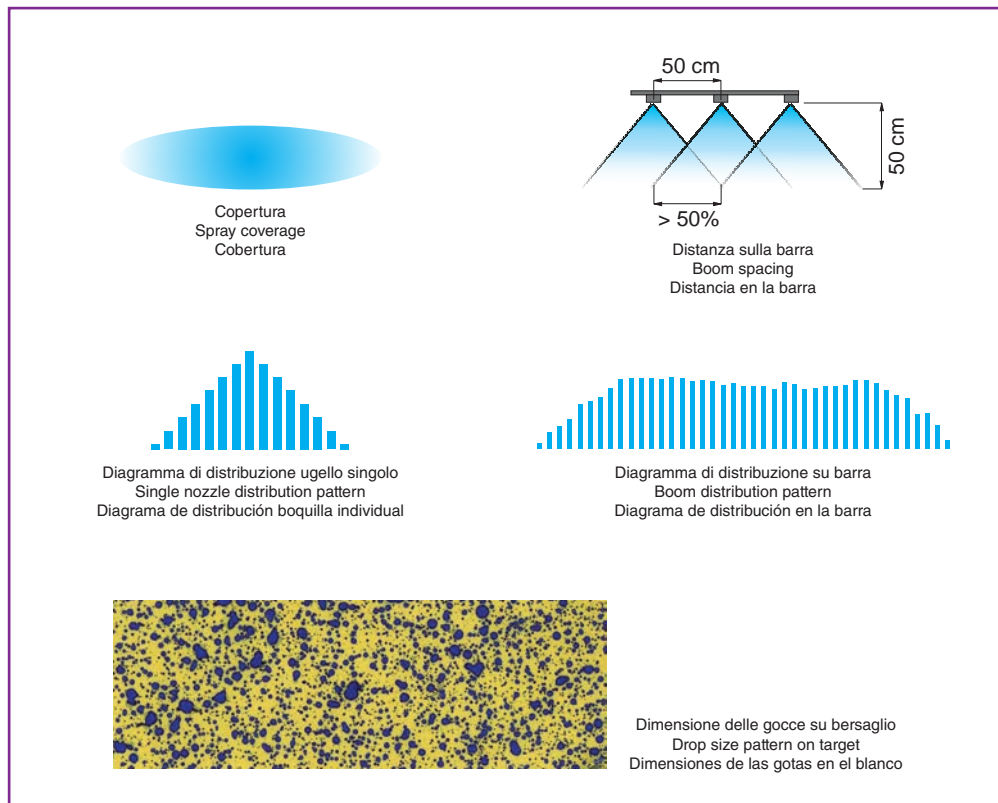 Copertura
Spray coverage
Cobertura
50 cm
50 cm
> 50%
Distanza sulla barra
Boom spacing
Distancia en la barra
Diagramma di distribuzione ugello singolo
Single nozzle distribution pattern
Diagrama de distribución boquilla individual
Diagramma di distribuzione su barra
Boom distribution pattern
Diagrama de distribución en la barra
Dimensione delle gocce su bersaglio
Drop size pattern on target
Dimensiones de las gotas en el blanco